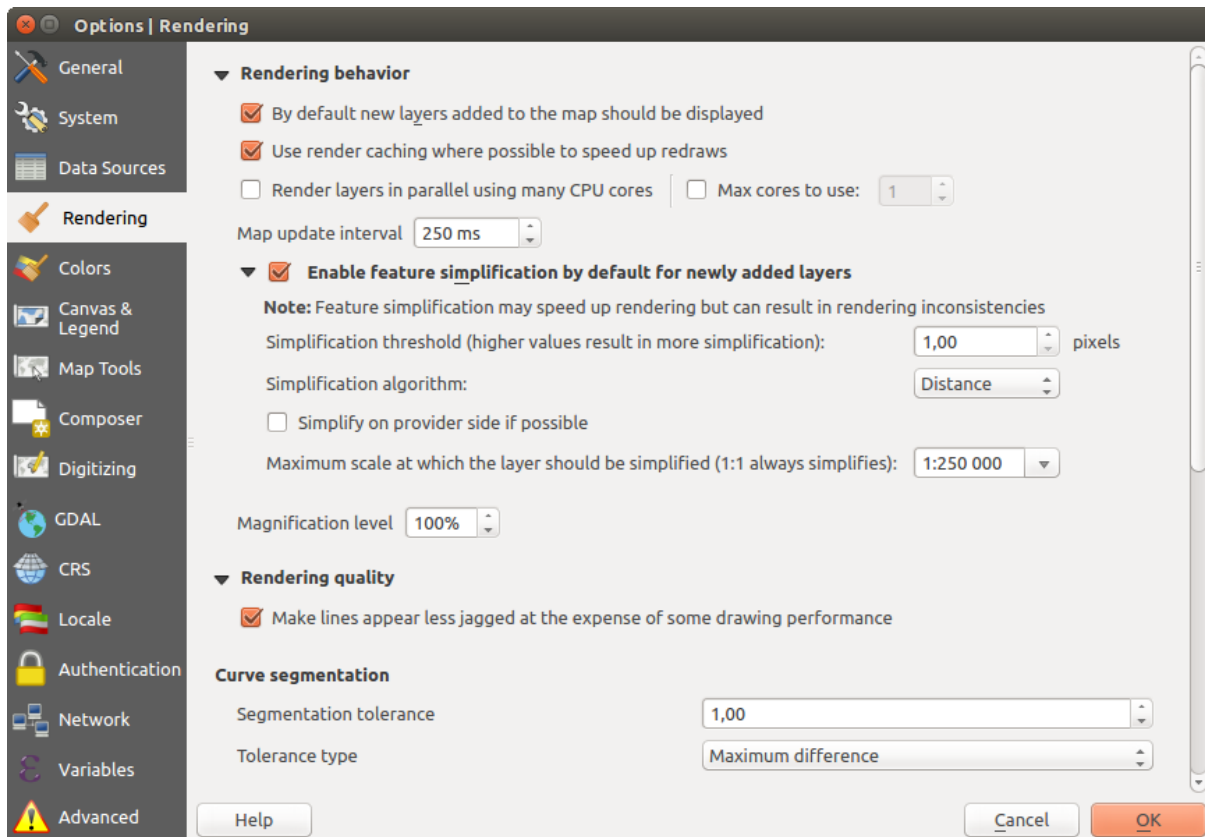 Options | Rendering
General
System
Data Sources
Rendering
Colors
Canvas &
Legend
Map Tools
Composer
Digitizing
GDAL
CRS
Locale
Authentication
Network
Variables
Advanced
Rendering behavior
By default new layers added to the map should be displayed
Use render caching where possible to speed up redraws
Render layers in parallel using many CPU cores Max cores to use: 1
Map update interval 250 ms
Enable feature simplification by default for newly added layers
Note: Feature simplification may speed up rendering but can result in rendering inconsistencies
Simplification threshold (higher values result in more simplification): 1,00 pixels
Simplification algorithm: Distance
Simplify on provider side if possible
Maximum scale at which the layer should be simplified (1:1 always simplifies): 1:250 000
Magnification level 100%
Rendering quality
Make lines appear less jagged at the expense of some drawing performance
Curve segmentation
Segmentation tolerance 1,00
Tolerance type Maximum difference
Help Cancel OK